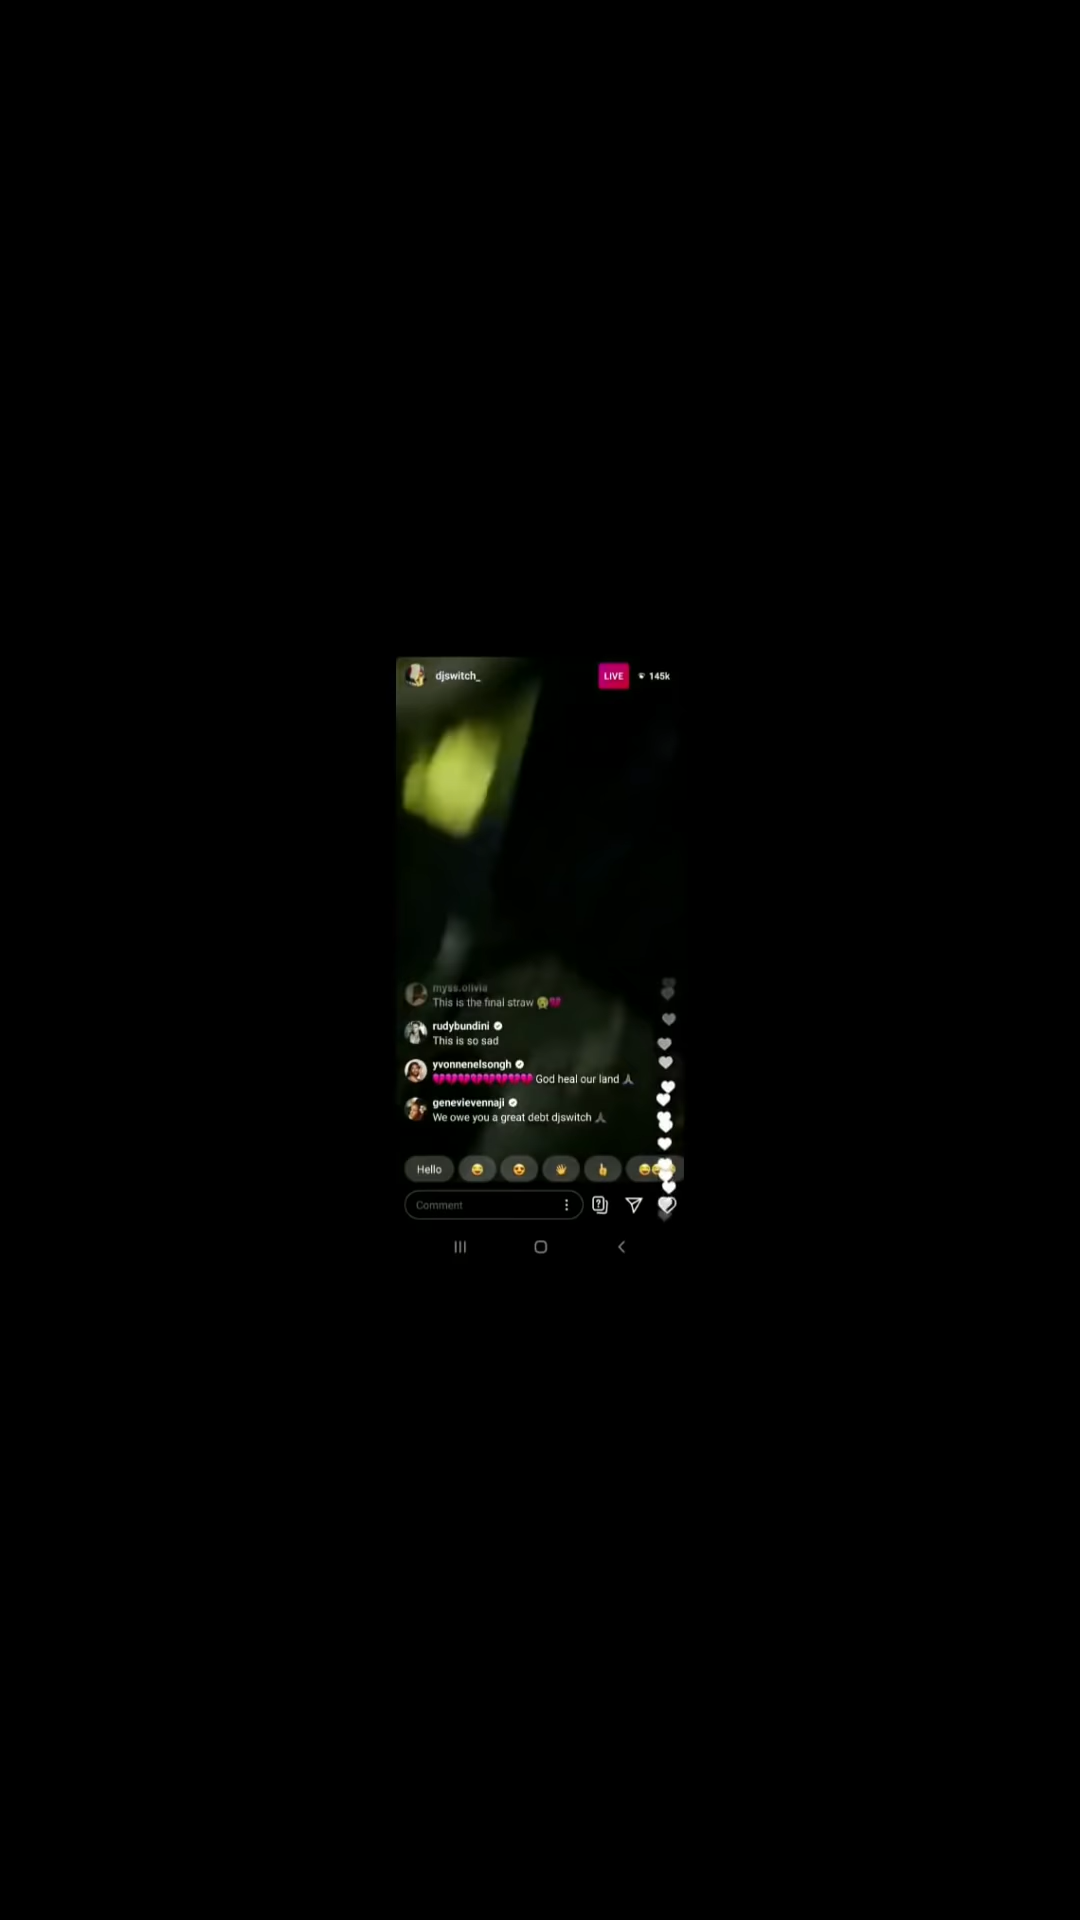 djswitch_ LIVE 145k
myss.olivia
This is the final straw 😢💔
rudybundini
This is so sad
yvonnenelsongh
💔💔💔💔💔💔💔💔 God heal our land 🙏
genevievennaji
We owe you a great debt djswitch 🙏
Hello 😂 😍 👋 👆 😂
Comment